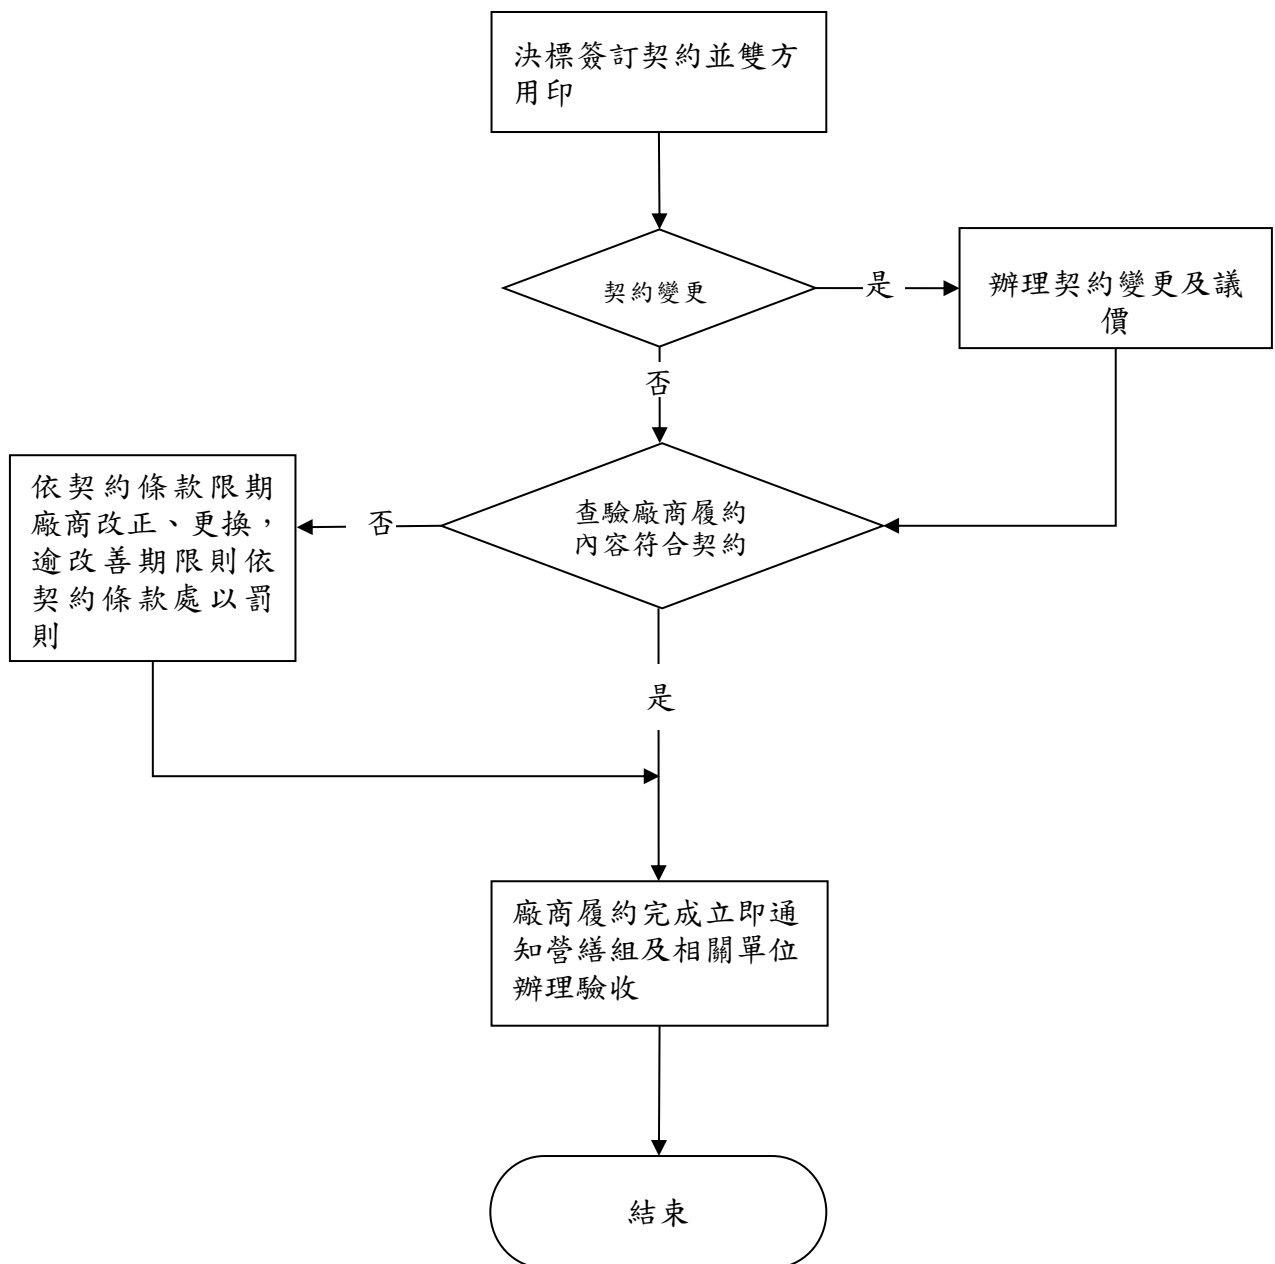 決標簽訂契約並雙方
用印
契約變更
是
辦理契約變更及議
價
否
查驗廠商履約
內容符合契約
否
依契約條款限期
廠商改正、更換，
逾改善期限則依
契約條款處以罰
則
是
廠商履約完成立即通
知營繕組及相關單位
辦理驗收
結束